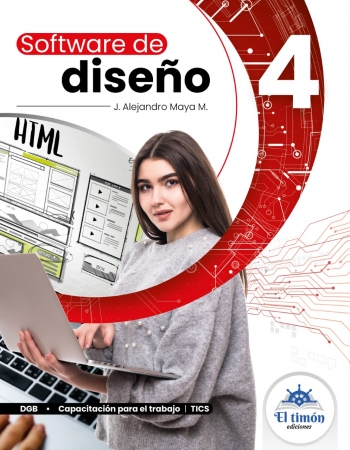 Software de
diseño
4
J. Alejandro Maya M.
HTML
DGB • Capacitación para el trabajo | TICS
El timón
ediciones